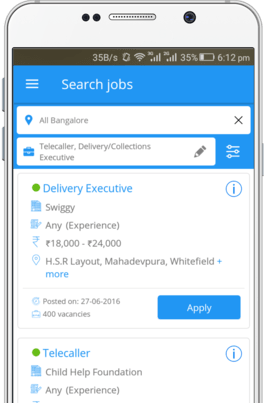 35B/s 3G 3G 35% 6:12 pm
Search jobs
All Bangalore
Telecaller, Delivery/Collections
Executive
Delivery Executive
Swiggy
Any (Experience)
₹18,000 - ₹24,000
H.S.R Layout, Mahadevpura, Whitefield +
more
Posted on: 27-06-2016
400 vacancies
Apply
Telecaller
Child Help Foundation
Any (Experience)